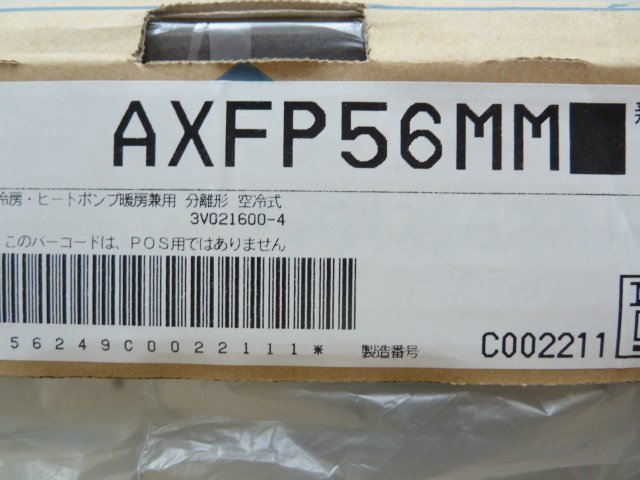 AXFP56MM■
冷房・ヒートポンプ暖房兼用 分離形 空冷式
3V021600-4
このバーコードは、POS用ではありません
56249C0022111*
製造番号 C002211